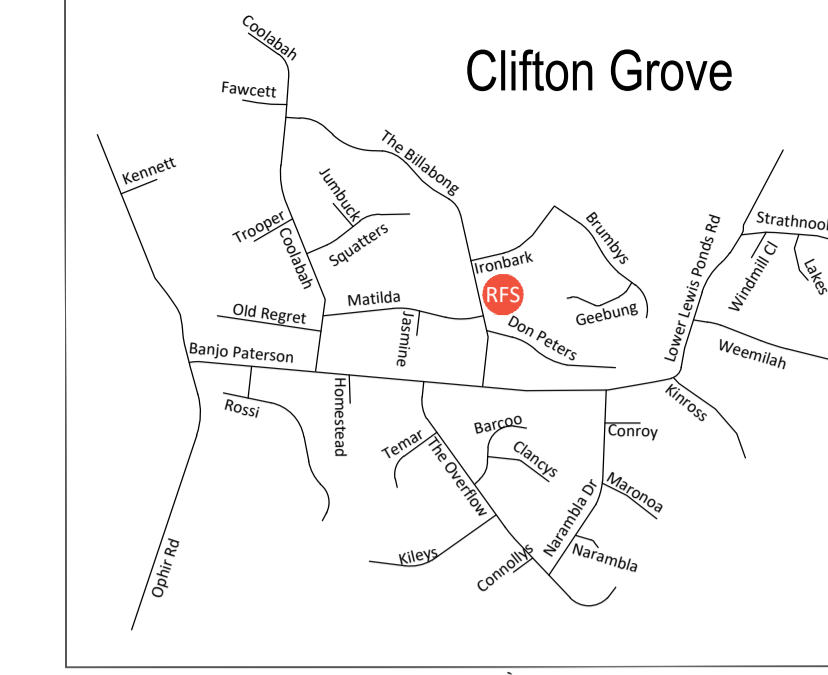 Coolabah
Clifton Grove
Fawcett
The Billabong
Kennett
Jumbuck
Trooper
Squatters
Coolabah
Brumbys
Ironbark
RFS
Geebung
Lower Lewis Ponds Rd
Strathnool
Windmill Cl
Lakes
Old Regret
Matilda
Jasmine
Don Peters
Weemilah
Banjo Paterson
Rossi
Homestead
Kinross
Temar
The Overflow
Barcoo
Clancys
Conroy
Maronoa
Narambla Dr
Narambla
Kileys
Connollys
Ophir Rd